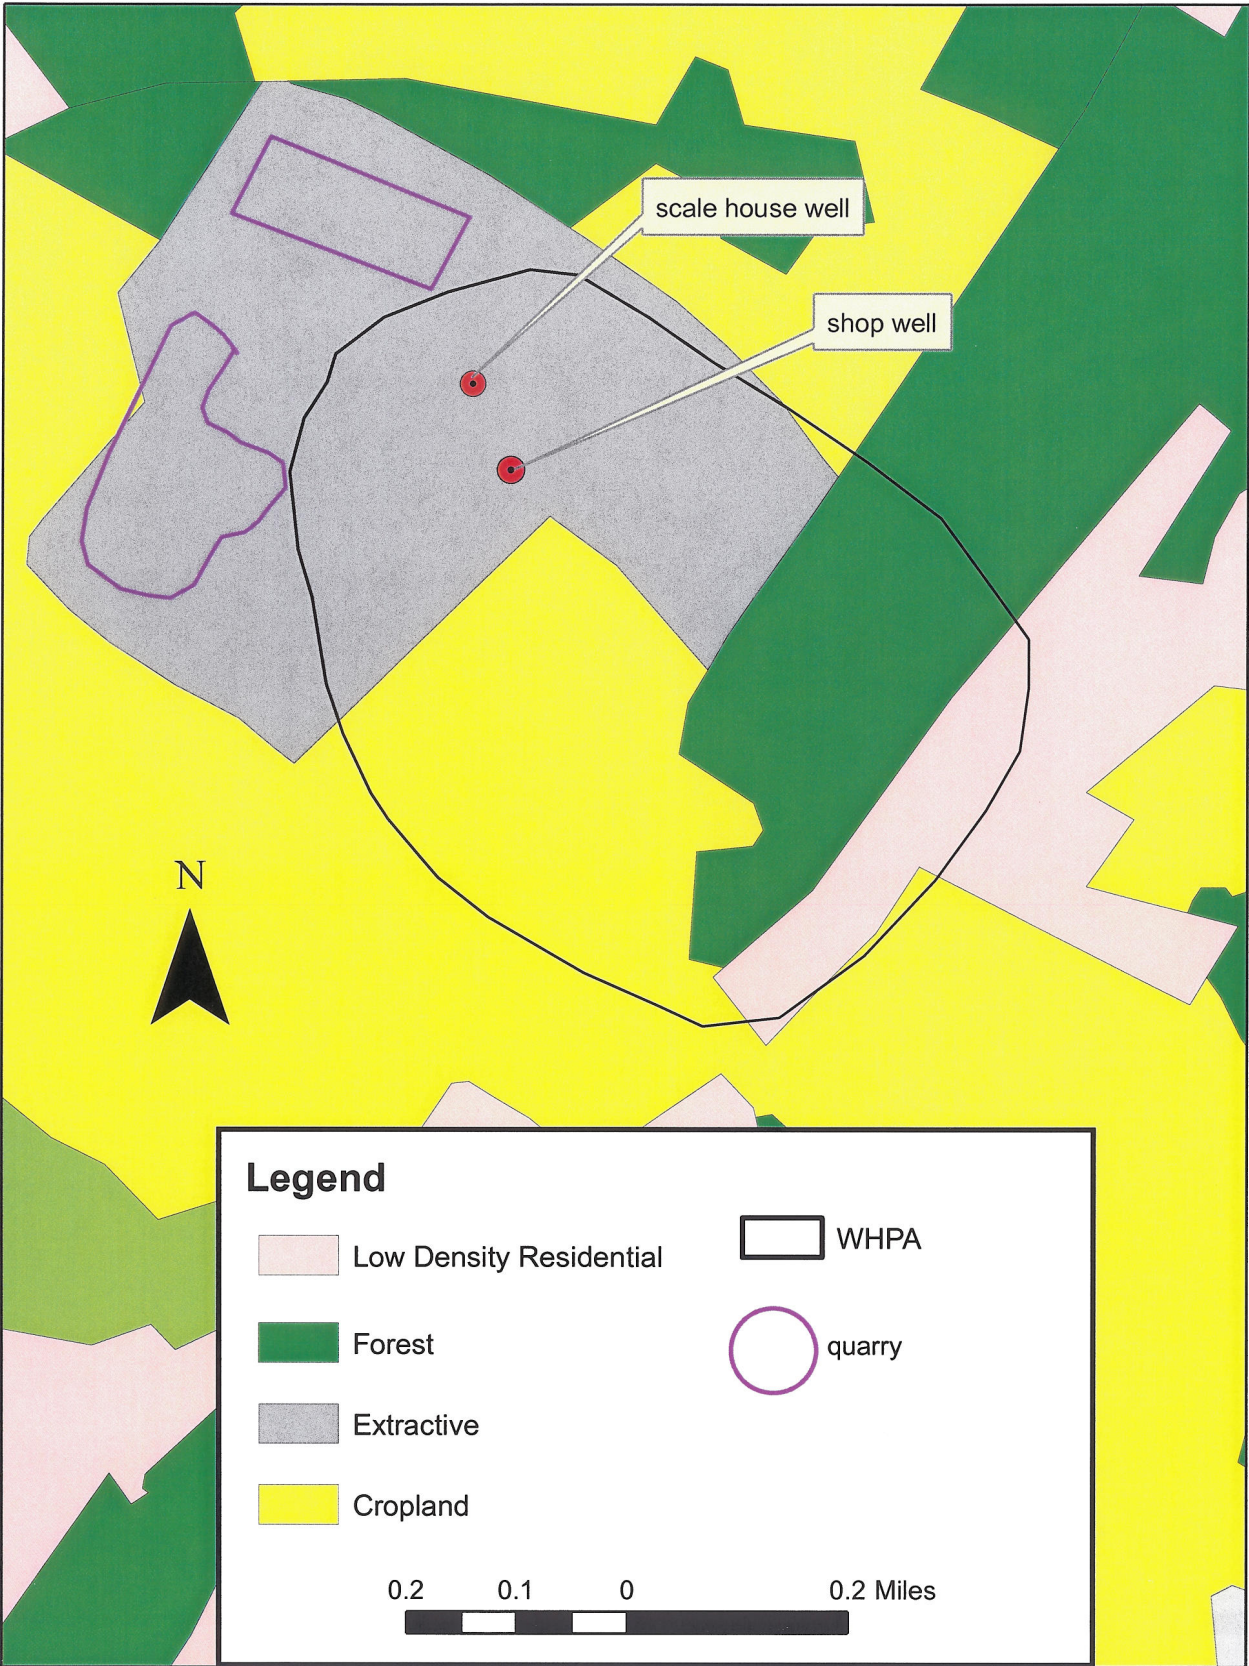 scale house well
shop well
N
Legend
Low Density Residential
WHPA
Forest
quarry
Extractive
Cropland
0.2 0.1 0 0.2 Miles